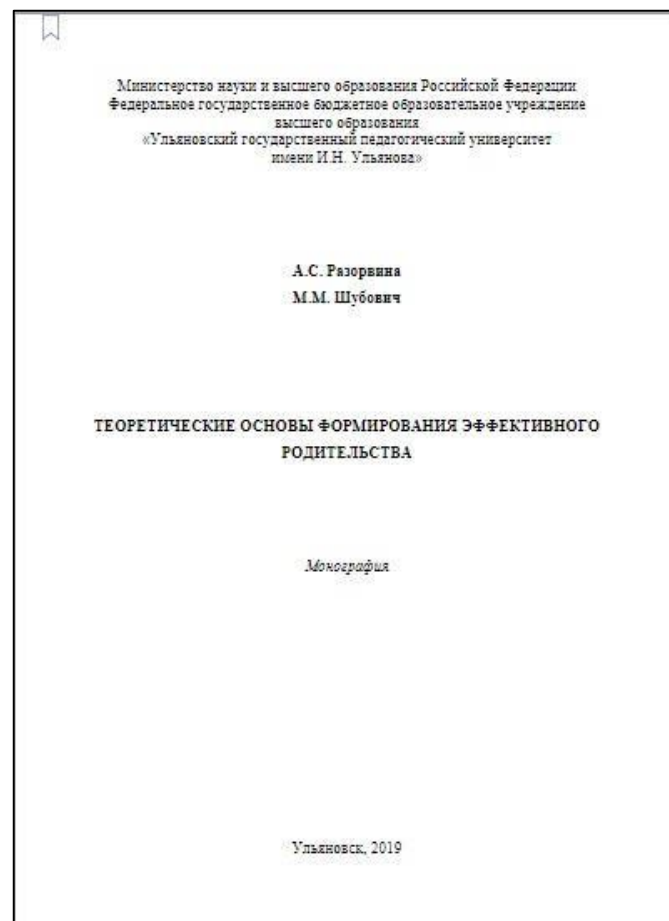 Министерство науки и высшего образования Российской Федерации
Федеральное государственное бюджетное образовательное учреждение
высшего образования
«Ульяновский государственный педагогический университет
имени И.Н. Ульянова»
А.С. Разорвина
М.М. Шубович
ТЕОРЕТИЧЕСКИЕ ОСНОВЫ ФОРМИРОВАНИЯ ЭФФЕКТИВНОГО
РОДИТЕЛЬСТВА
Монография
Ульяновск, 2019